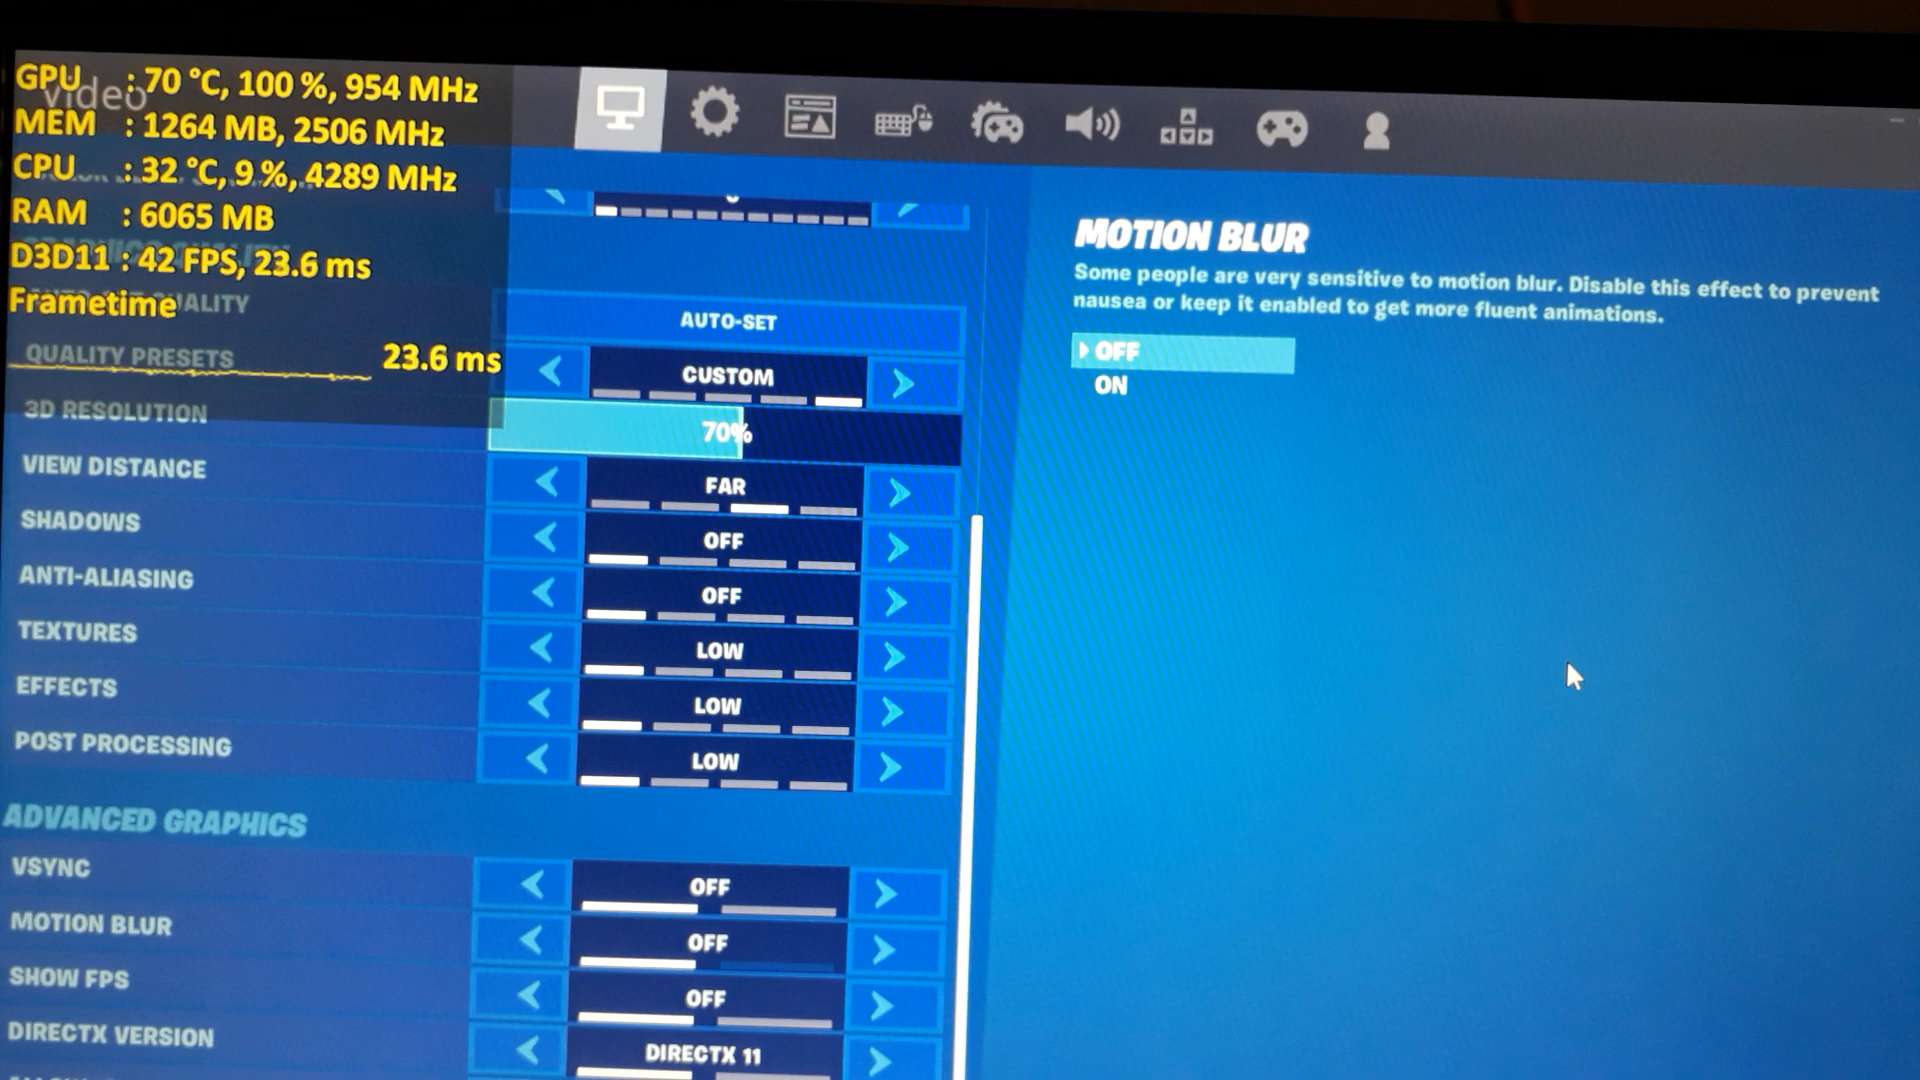 Video
GPU : 70 °C, 100 %, 954 MHz
MEM : 1264 MB, 2506 MHz
CPU : 32 °C, 9 %, 4289 MHz
RAM : 6065 MB
D3D11 : 42 FPS, 23.6 ms
Frametime
23.6 ms
QUALITY
AUTO-SET
QUALITY PRESETS
CUSTOM
3D RESOLUTION
70%
VIEW DISTANCE
FAR
SHADOWS
OFF
ANTI-ALIASING
OFF
TEXTURES
LOW
EFFECTS
LOW
POST PROCESSING
LOW
ADVANCED GRAPHICS
VSYNC
OFF
MOTION BLUR
OFF
SHOW FPS
OFF
DIRECTX VERSION
DIRECTX 11
MOTION BLUR
Some people are very sensitive to motion blur. Disable this effect to prevent
nausea or keep it enabled to get more fluent animations.
OFF
ON